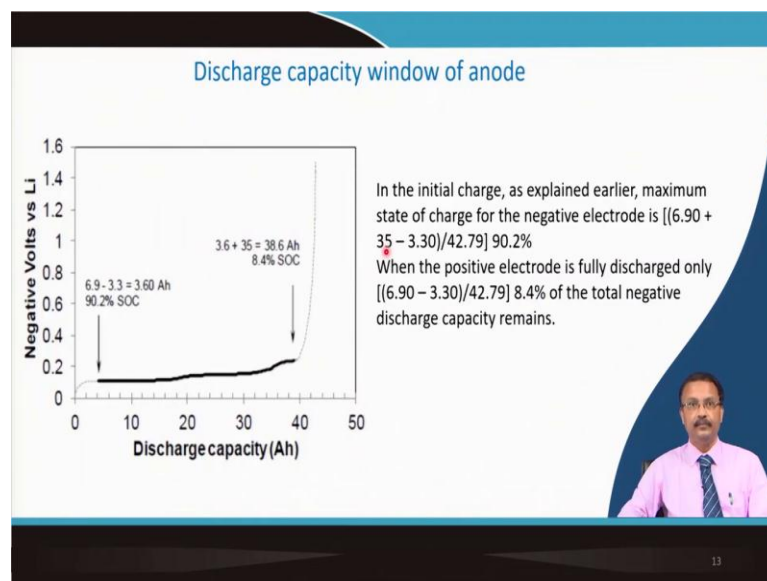 Discharge capacity window of anode
1.6
1.4
1.2
1
0.8
0.6
0.4
0.2
0
Negative Volts vs Li
3.6 + 35 = 38.6 Ah
8.4% SOC
6.9 - 3.3 = 3.60 Ah
90.2% SOC
0 10 20 30 40 50
Discharge capacity (Ah)
In the initial charge, as explained earlier, maximum
state of charge for the negative electrode is [(6.90 +
35 – 3.30)/42.79] 90.2%
When the positive electrode is fully discharged only
[(6.90 – 3.30)/42.79] 8.4% of the total negative
discharge capacity remains.
13